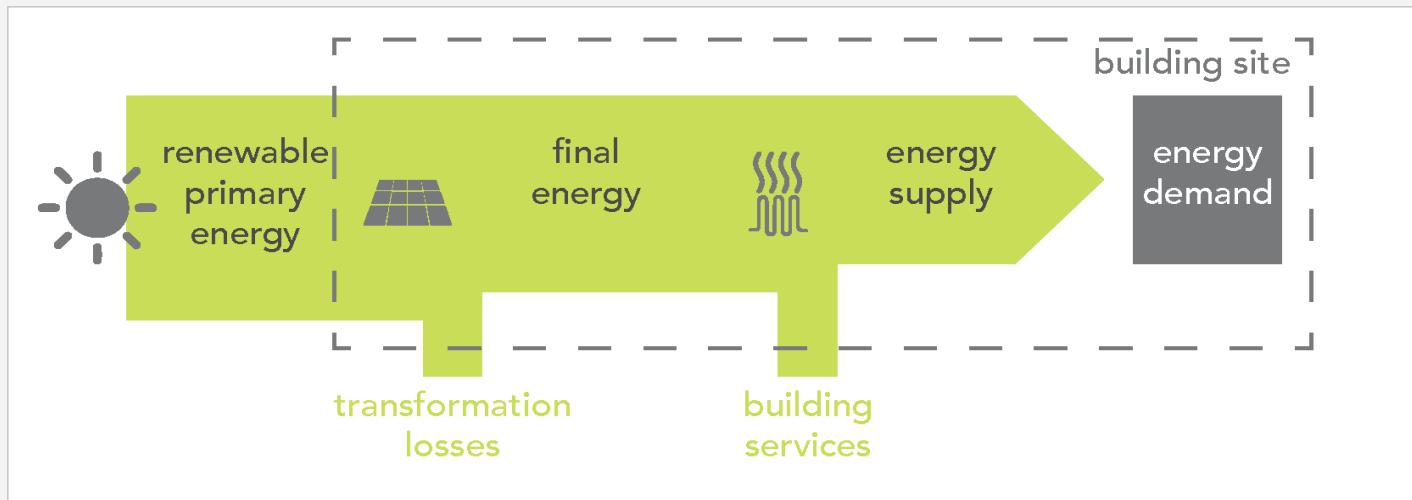 building site
renewable
primary
energy
final
energy
energy
supply
energy
demand
transformation
losses
building
services